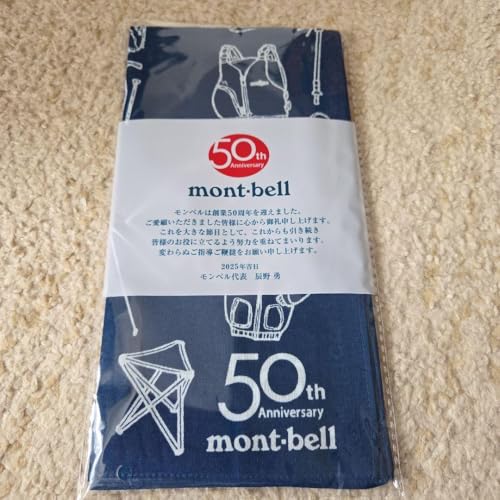 50th
Anniversary
mont-bell
モンベルは創業50周年を迎えました。
ご愛顧いただきました皆様に心から御礼申し上げます。
これを大きな節目として、これからも引き続き
皆様のお役に立てるよう努力を重ねてまいります。
変わらぬご指導ご鞭撻をお願い申し上げます。
2025年吉日
モンベル代表 辰野 勇
50th
Anniversary
mont-bell